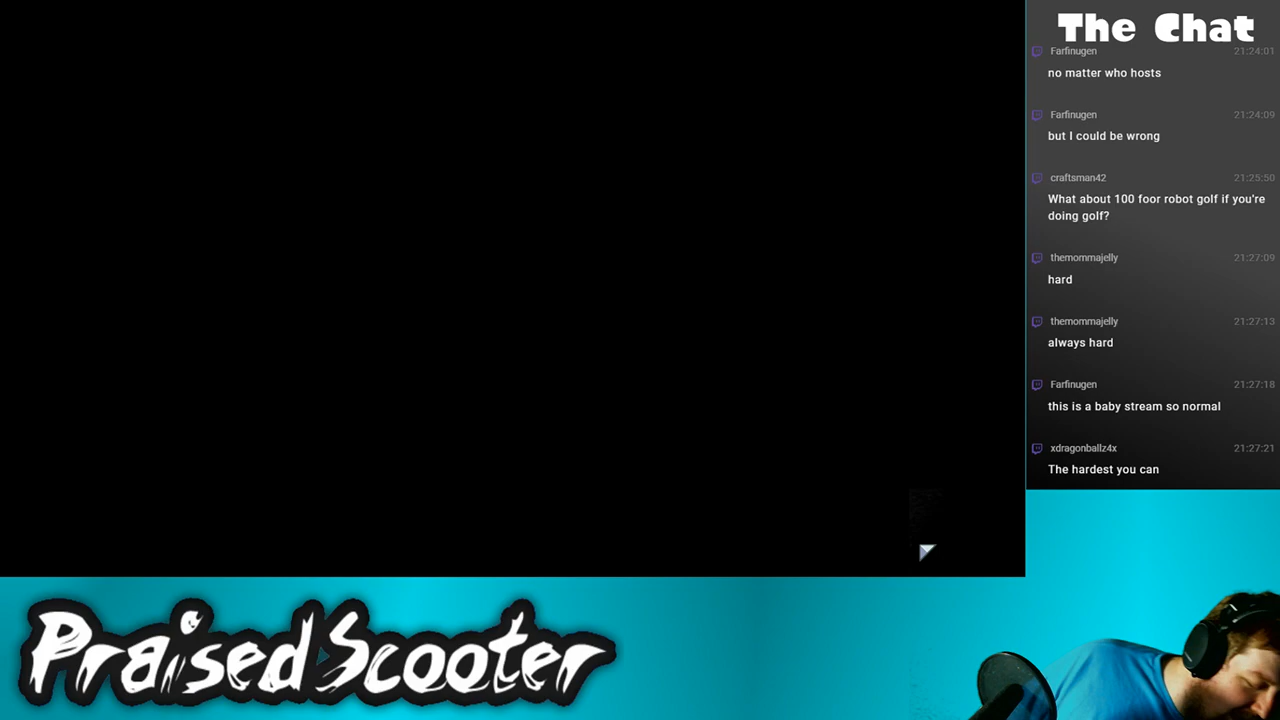 The Chat
Farfinugen 21:24:01
no matter who hosts
Farfinugen 21:24:09
but I could be wrong
craftsman42 21:25:50
What about 100 foor robot golf if you're
doing golf?
themommajelly 21:27:09
hard
themommajelly 21:27:13
always hard
Farfinugen 21:27:18
this is a baby stream so normal
xdragonballz4x 21:27:21
The hardest you can
PraisedScooter